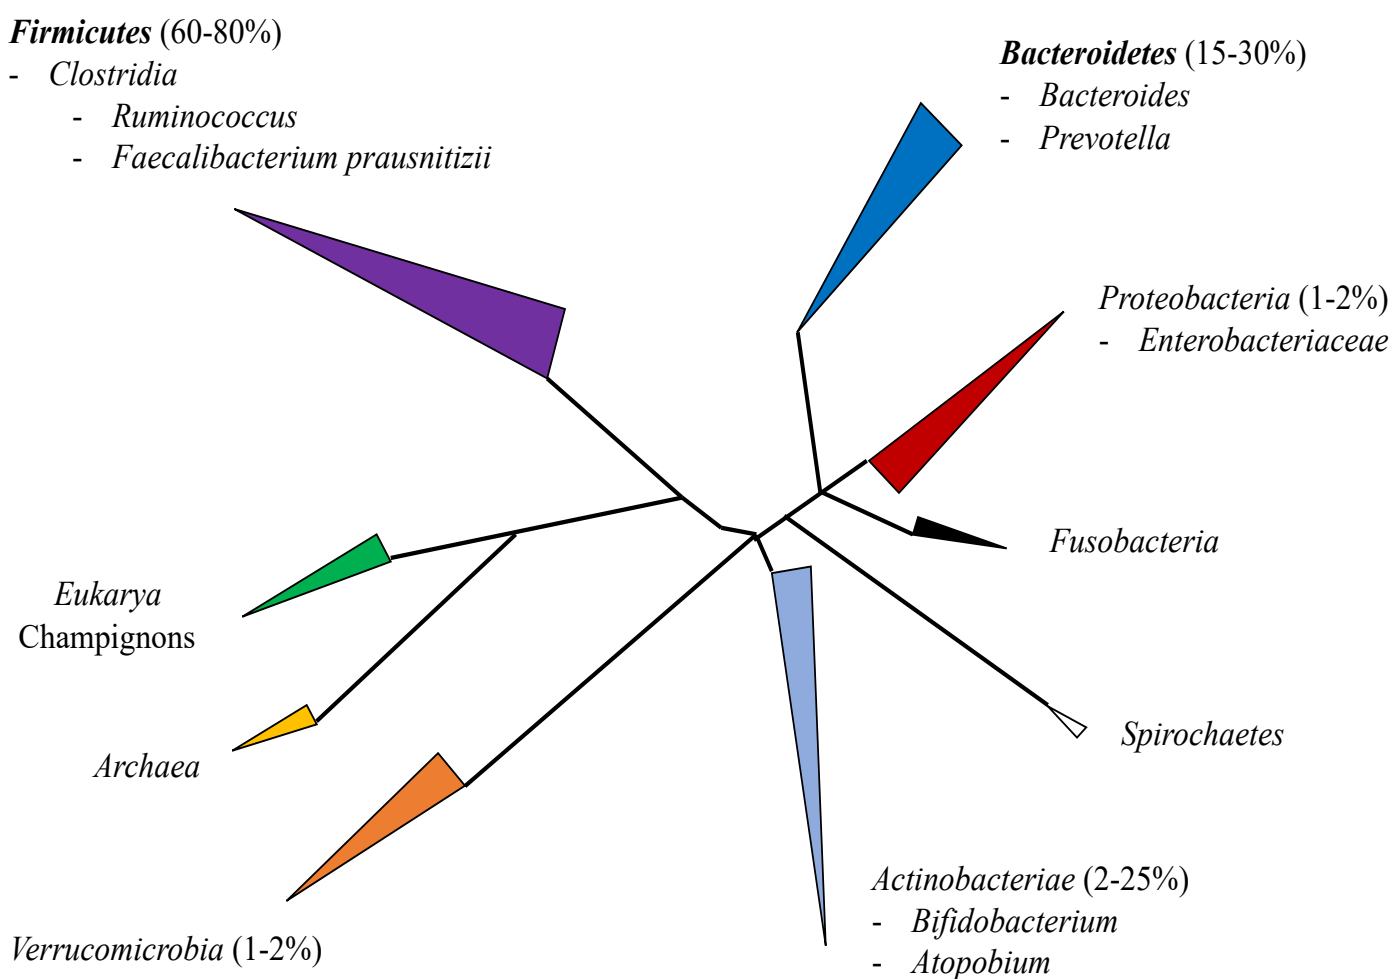 Firmicutes (60-80%)
- Clostridia
- Ruminococcus
- Faecalibacterium prausnitizii
Bacteroidetes (15-30%)
- Bacteroides
- Prevotella
Proteobacteria (1-2%)
- Enterobacteriaceae
Fusobacteria
Eukarya
Champignons
Spirochaetes
Archaea
Actinobacteriae (2-25%)
- Bifidobacterium
- Atopobium
Verrucomicrobia (1-2%)